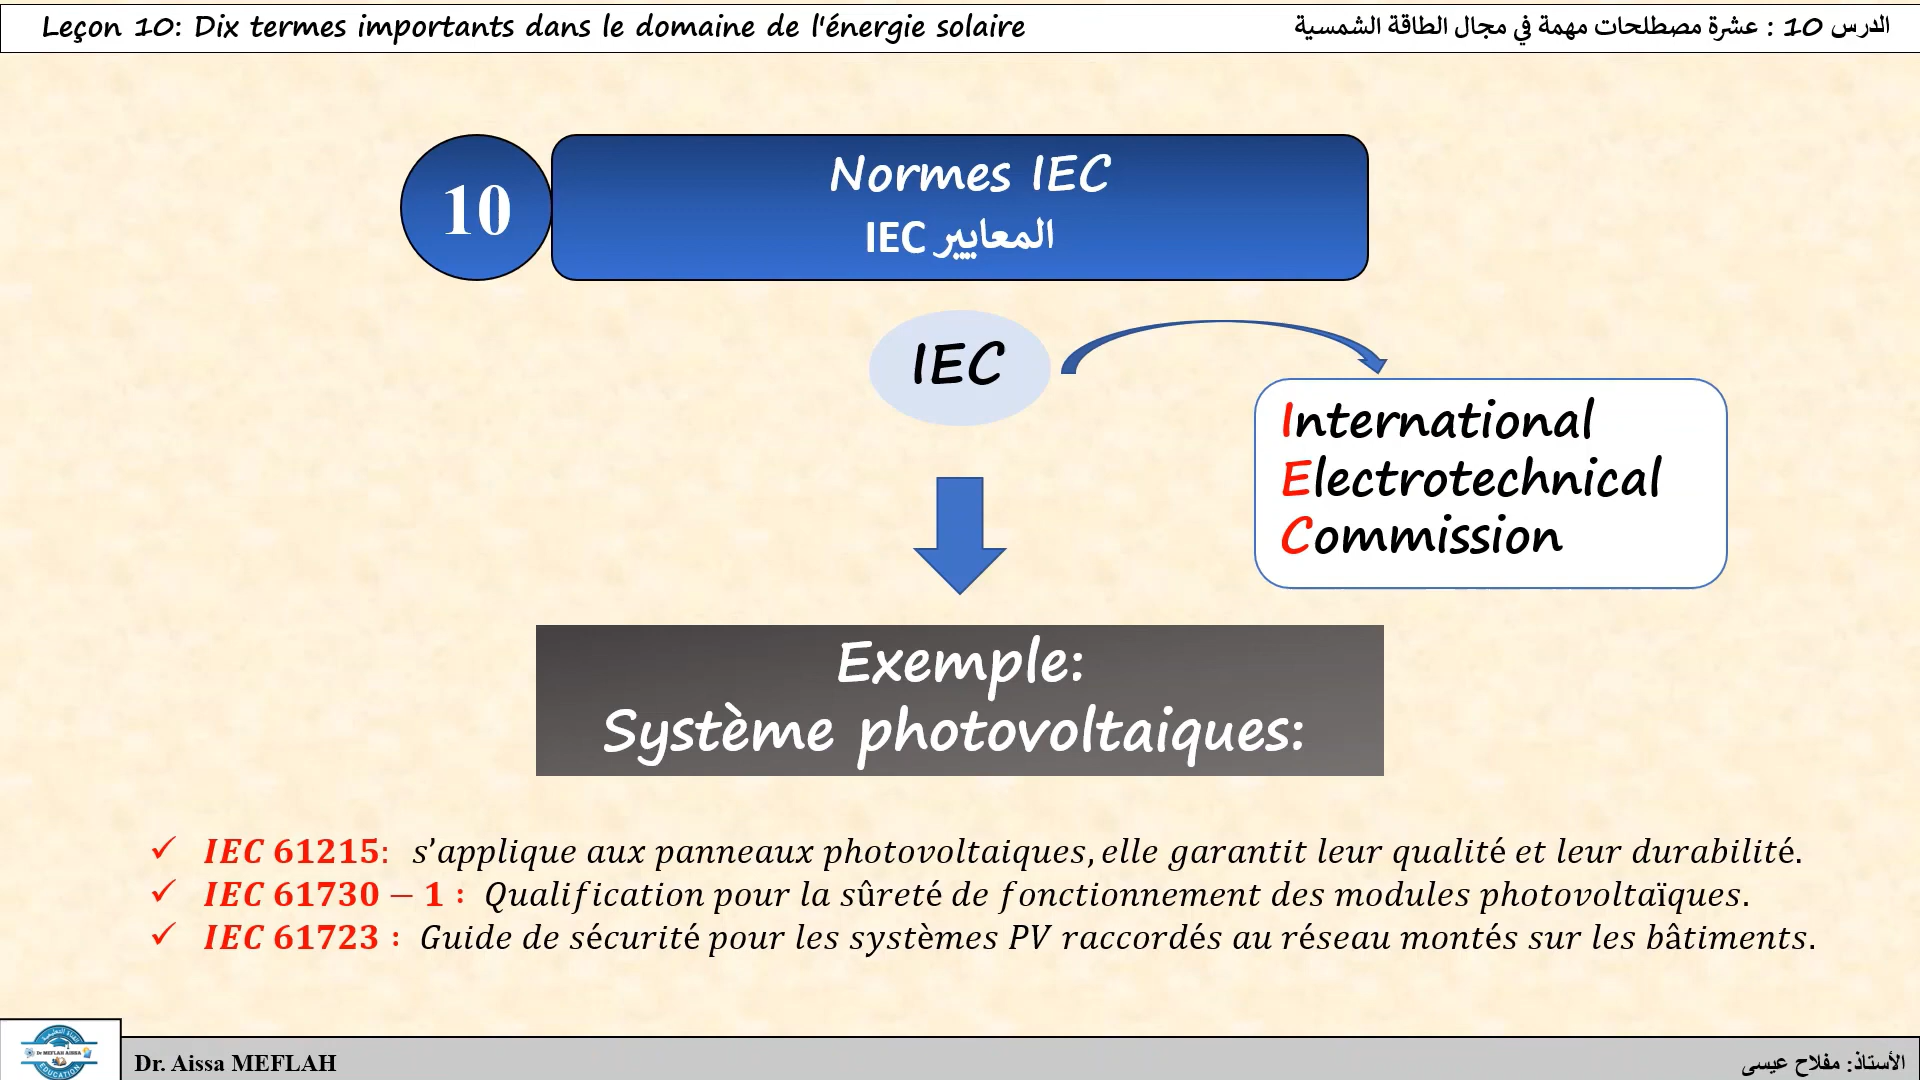 Leçon 10: Dix termes importants dans le domaine de l'énergie solaire
الدرس 10 : عشرة مصطلحات مهمة في مجال الطاقة الشمسية
10
Normes IEC
المعايير IEC
IEC
International
Electrotechnical
Commission
Exemple:
Système photovoltaiques:
✓ IEC 61215: s’applique aux panneaux photovoltaiques, elle garantit leur qualité et leur durabilité.
✓ IEC 61730 – 1 : Qualification pour la sûreté de fonctionnement des modules photovoltaïques.
✓ IEC 61723 : Guide de sécurité pour les systèmes PV raccordés au réseau montés sur les bâtiments.
Dr MEFLAH AISSA
EDUCATION
Dr. Aissa MEFLAH
الأستاذ: مفلاح عيسى